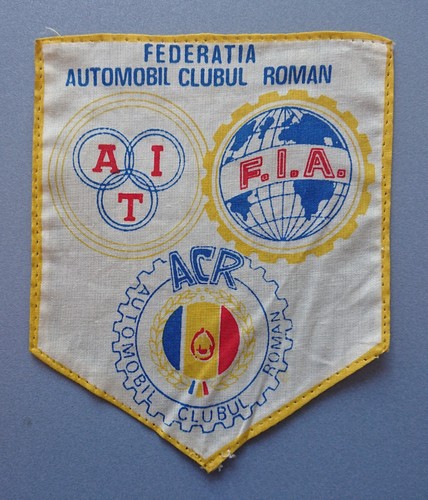 FEDERATIA
AUTOMOBIL CLUBUL ROMAN
A I
T
F.I.A.
ACR
AUTOMOBIL CLUBUL ROMAN